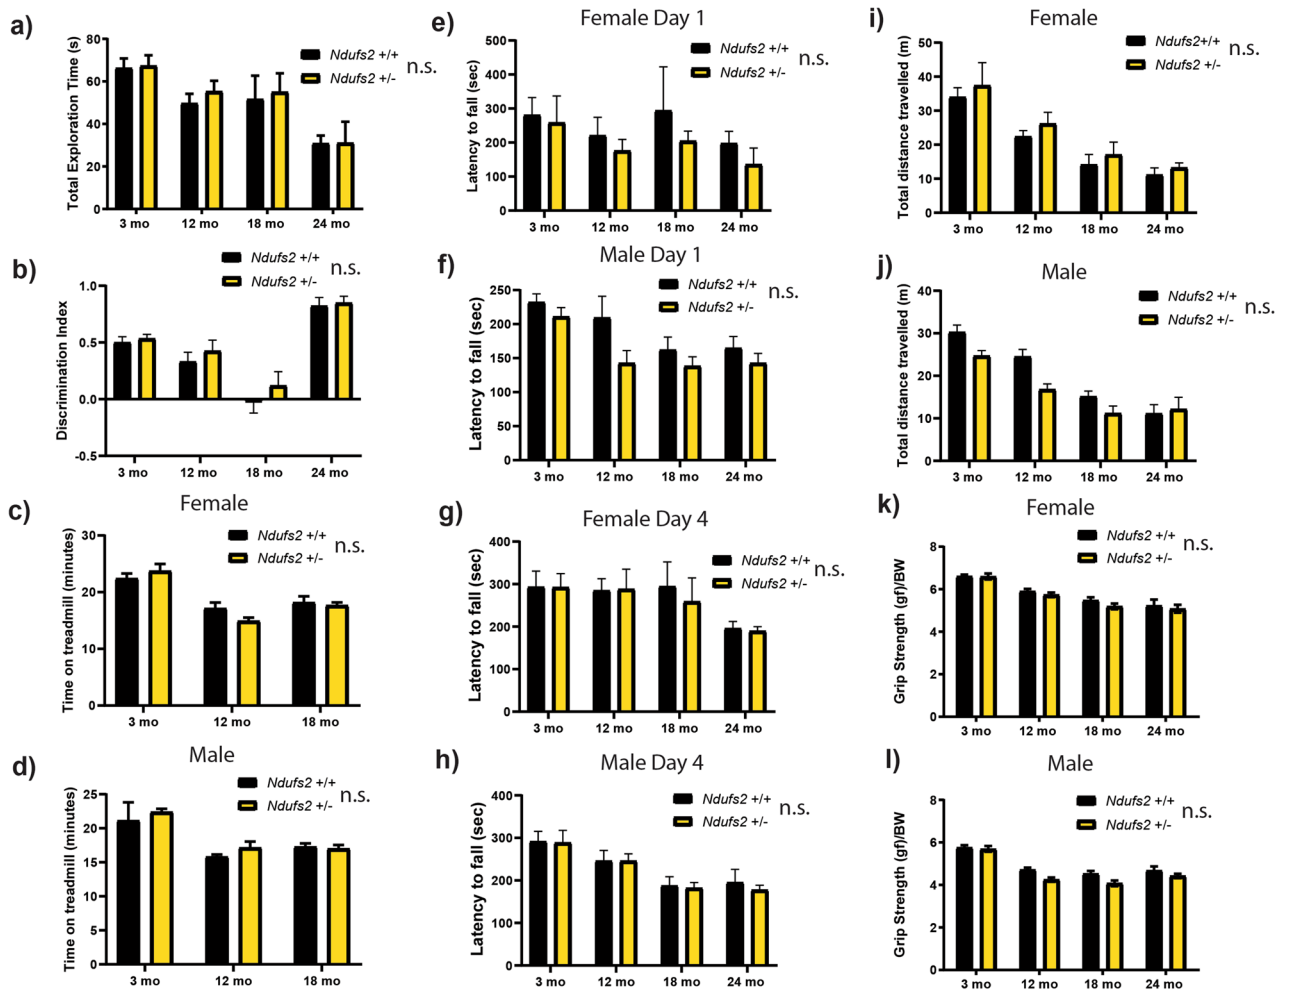 a)
Total Exploration Time (s)
80
60
40
20
0
3 mo 12 mo 18 mo 24 mo
Ndufs2 +/+
Ndufs2 +/-
n.s.
b)
Discrimination Index
1.0
0.5
0.0
-0.5
3 mo 12 mo 18 mo 24 mo
Ndufs2 +/+
Ndufs2 +/-
n.s.
c)
Female
Time on treadmill (minutes)
30
20
10
0
3 mo 12 mo 18 mo
Ndufs2 +/+
Ndufs2 +/-
n.s.
d)
Male
Time on treadmill (minutes)
25
20
15
10
5
0
3 mo 12 mo 18 mo
Ndufs2 +/+
Ndufs2 +/-
n.s.
e)
Female Day 1
Latency to fall (sec)
500
400
300
200
100
0
3 mo 12 mo 18 mo 24 mo
Ndufs2 +/+
Ndufs2 +/-
n.s.
f)
Male Day 1
Latency to fall (sec)
250
200
150
100
50
0
3 mo 12 mo 18 mo 24 mo
Ndufs2 +/+
Ndufs2 +/-
n.s.
g)
Female Day 4
Latency to fall (sec)
400
300
200
100
0
3 mo 12 mo 18 mo 24 mo
Ndufs2 +/+
Ndufs2 +/-
n.s.
h)
Male Day 4
Latency to fall (sec)
400
300
200
100
0
3 mo 12 mo 18 mo 24 mo
Ndufs2 +/+
Ndufs2 +/-
n.s.
i)
Female
Total distance travelled (m)
50
40
30
20
10
0
3 mo 12 mo 18 mo 24 mo
Ndufs2+/+
Ndufs2 +/-
n.s.
j)
Male
Total distance travelled (m)
40
30
20
10
0
3 mo 12 mo 18 mo 24 mo
Ndufs2 +/+
Ndufs2 +/-
n.s.
k)
Female
Grip Strength (gf)/BW
8
6
4
2
0
3 mo 12 mo 18 mo 24 mo
Ndufs2 +/+
Ndufs2 +/-
n.s.
l)
Male
Grip Strength (gf)/BW
8
6
4
2
0
3 mo 12 mo 18 mo 24 mo
Ndufs2 +/+
Ndufs2 +/-
n.s.